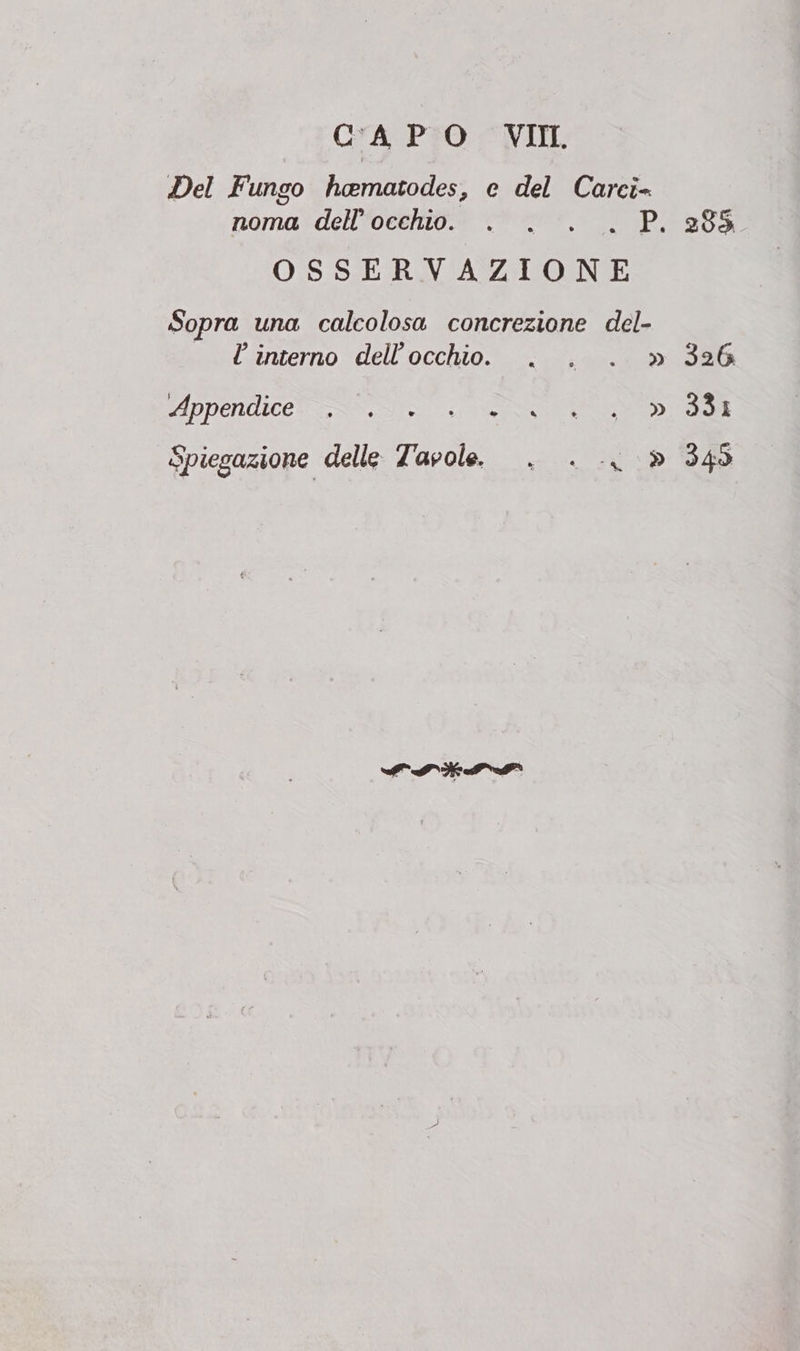 CAPO VIII.
Del Fungo hæmatodes, e del Carci-
noma dell' occhio. . . . . P. 285
OSSERVAZIONE
Sopra una calcolosa concrezione del-
l' interno dell' occhio. . . . » 326
Appendice . . . . . . . . . » 331
Spiegazione delle Tavole. . . . » 345